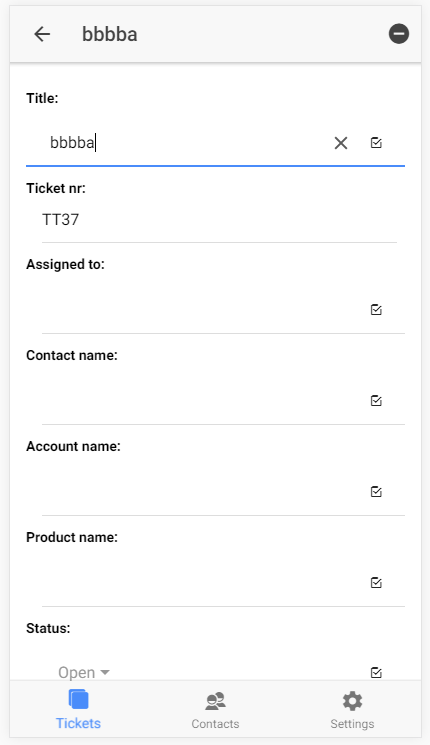 bbbba
Title:
bbbba
Ticket nr:
TT37
Assigned to:
Contact name:
Account name:
Product name:
Status:
Open
Tickets Contacts Settings